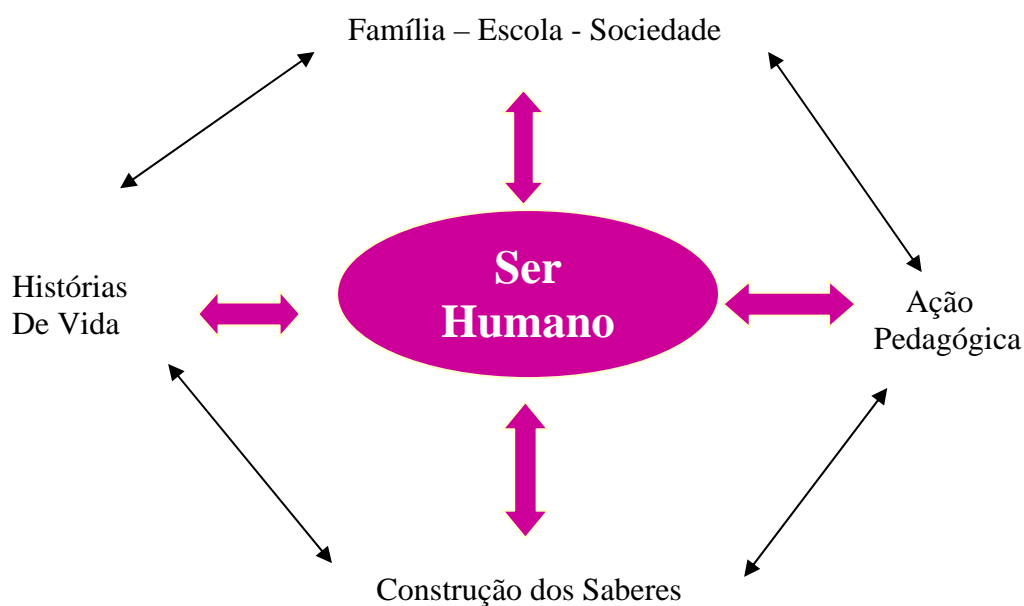 Família – Escola - Sociedade
Ser
Humano
Histórias
De Vida
Ação
Pedagógica
Construção dos Saberes